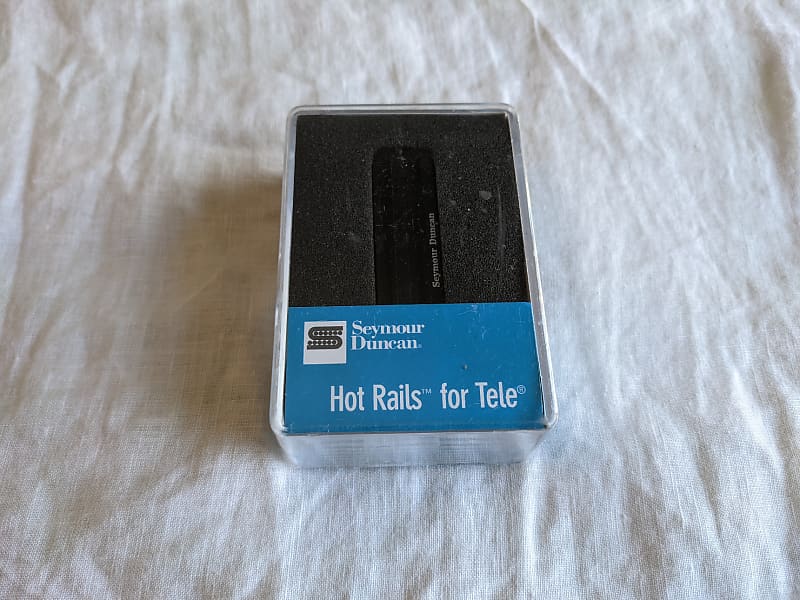 Seymour Duncan
Seymour
Duncan®
Hot Rails™ for Tele®